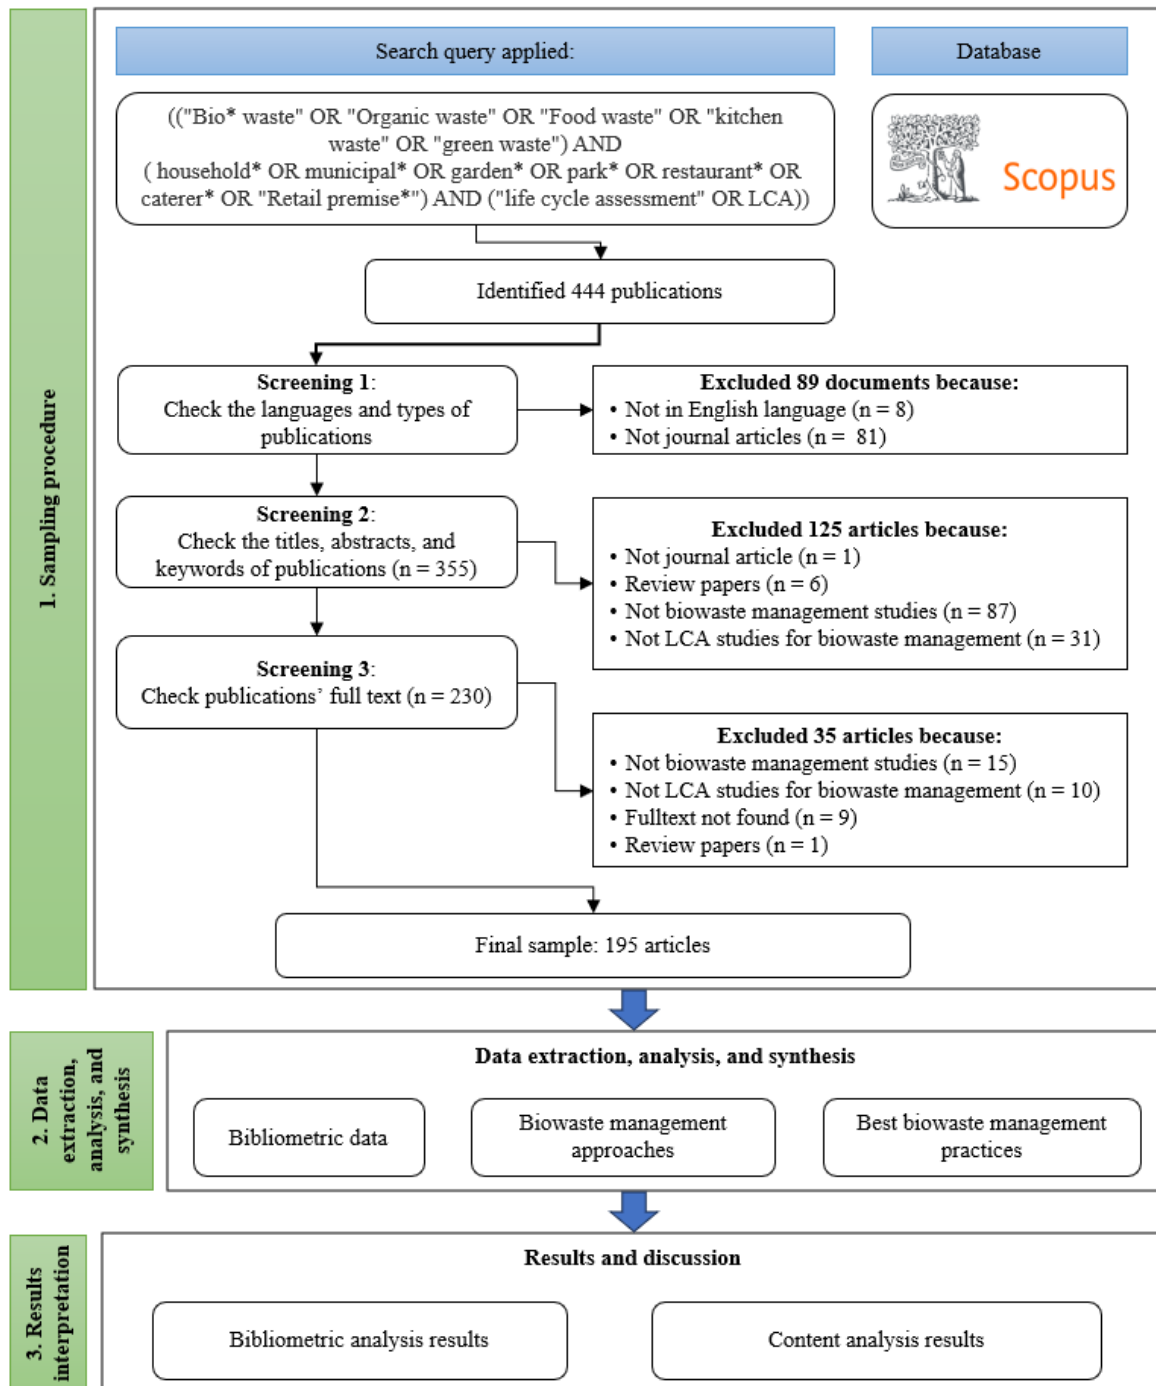 1. Sampling procedure
Search query applied:
Database
(("Bio* waste" OR "Organic waste" OR "Food waste" OR "kitchen
waste" OR "green waste") AND
( household* OR municipal* OR garden* OR park* OR restaurant* OR
caterer* OR "Retail premise*") AND ("life cycle assessment" OR LCA))
Scopus
Identified 444 publications
Screening 1:
Check the languages and types of
publications
Excluded 89 documents because:
• Not in English language (n = 8)
• Not journal articles (n =  81)
Screening 2:
Check the titles, abstracts, and
keywords of publications (n = 355)
Excluded 125 articles because:
• Not journal article (n = 1)
• Review papers (n = 6)
• Not biowaste management studies (n = 87)
• Not LCA studies for biowaste management (n = 31)
Screening 3:
Check publications’ full text (n = 230)
Excluded 35 articles because:
• Not biowaste management studies (n = 15)
• Not LCA studies for biowaste management (n = 10)
• Fulltext not found (n = 9)
• Review papers (n = 1)
Final sample: 195 articles
2. Data
extraction,
analysis, and
synthesis
Data extraction, analysis, and synthesis
Bibliometric data
Biowaste management
approaches
Best biowaste management
practices
3. Results
interpretation
Results and discussion
Bibliometric analysis results
Content analysis results